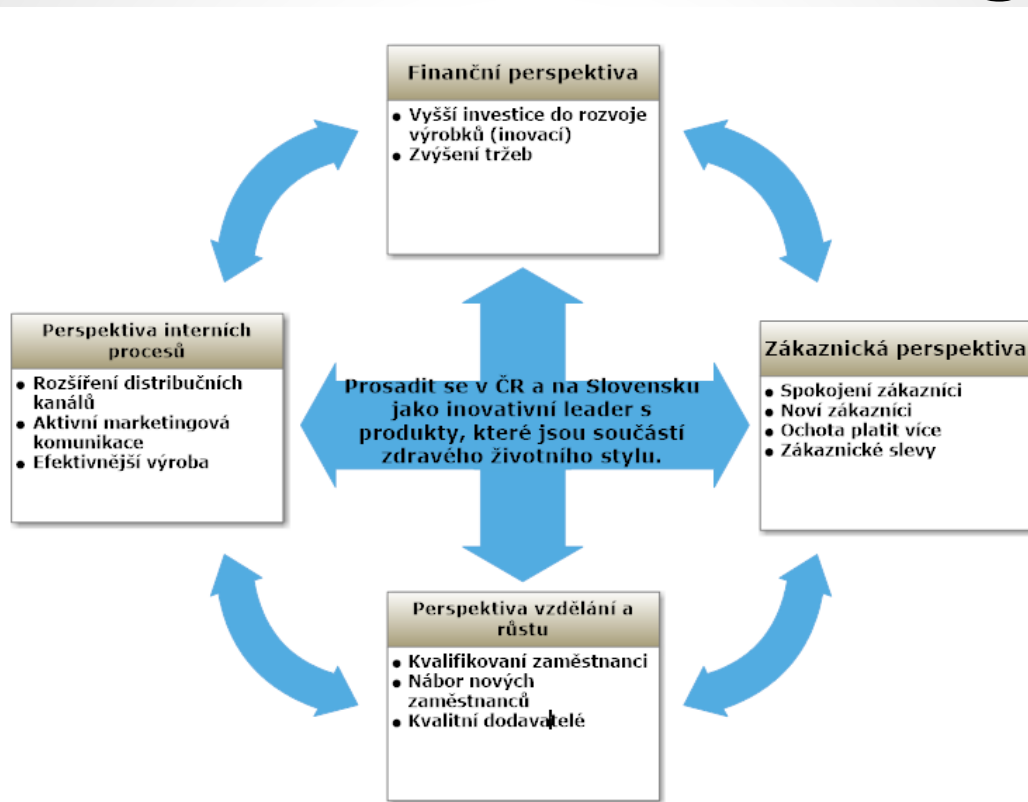 Finanční perspektiva
• Vyšší investice do rozvoje
výrobků (inovací)
• Zvýšení tržeb
Perspektiva interních
procesů
• Rozšíření distribučních
kanálů
• Aktivní marketingová
komunikace
• Efektivnější výroba
Prosadit se v ČR a na Slovensku
jako inovativní leader s
produkty, které jsou součástí
zdravého životního stylu.
Zákaznická perspektiva
• Spokojení zákazníci
• Noví zákazníci
• Ochota platit více
• Zákaznické slevy
Perspektiva vzdělání a
růstu
• Kvalifikovaní zaměstnanci
• Nábor nových
zaměstnanců
• Kvalitní dodavatelé